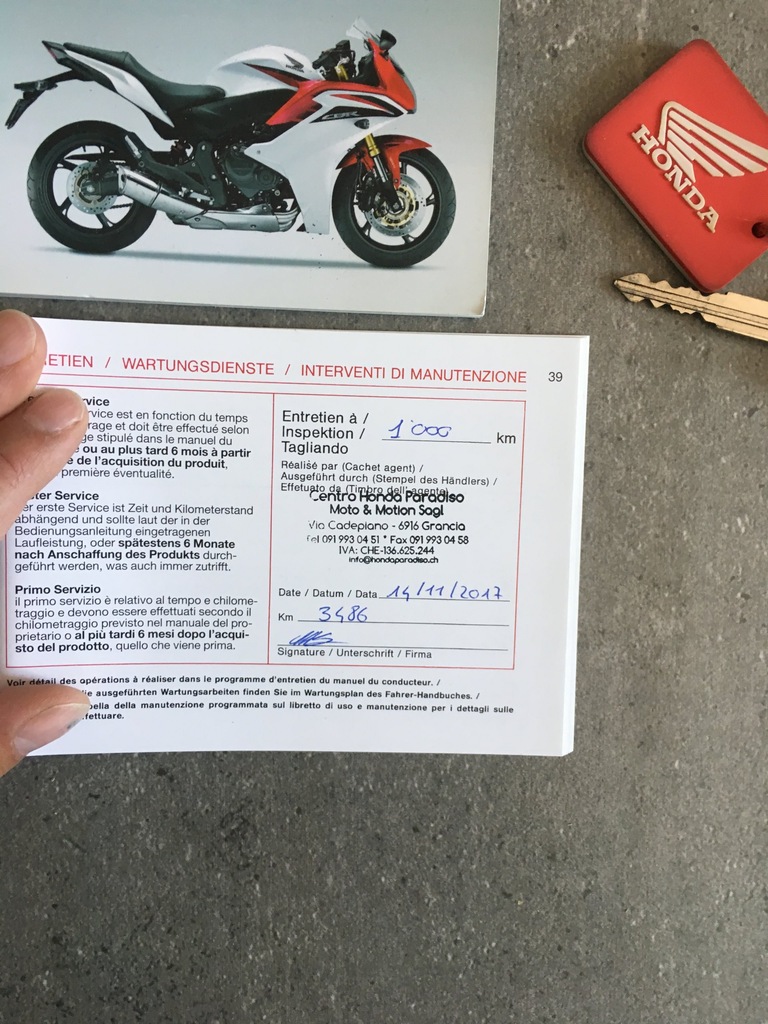 HONDA
CBR
HONDA
ETIEN / WARTUNGSDIENSTE / INTERVENTI DI MANUTENZIONE 39
rvice
rvice est en fonction du temps
rage et doit être effectué selon
ge stipulé dans le manuel du
ou au plus tard 6 mois à partir
e de l'acquisition du produit,
première éventualité.
ter Service
er erste Service ist Zeit und Kilometerstand
abhängend und sollte laut der in der
Bedienungsanleitung eingetragenen
Laufleistung, oder spätestens 6 Monate
nach Anschaffung des Produkts durch-
geführt werden, was auch immer zutrifft.
Primo Servizio
il primo servizio è relativo al tempo e chilome-
traggio e devono essere effettuati secondo il
chilometraggio previsto nel manuale del pro-
prietario o al più tardi 6 mesi dopo l'acqui-
sto del prodotto, quello che viene prima.
Entretien à /
Inspektion / 1'000 km
Tagliando
Réalisé par (Cachet agent) /
Ausgeführt durch (Stempel des Händlers) /
Effetuato da (Timbro dell'agente)
Centro Honda Paradiso
Moto & Motion Sagl
Via Cadepiano - 6916 Grancia
Tel 091 993 04 51 * Fax 091 993 04 58
IVA: CHE-136.625.244
info@hondaparadiso.ch
Date / Datum / Data 14/11/2017
Km 3486
Signature / Unterschrift / Firma
Voir détail des opérations à réaliser dans le programme d'entretien du manuel du conducteur. /
die ausgeführten Wartungsarbeiten finden Sie im Wartungsplan des Fahrer-Handbuches. /
bella della manutenzione programmata sul libretto di uso e manutenzione per i dettagli sulle
fettuare.